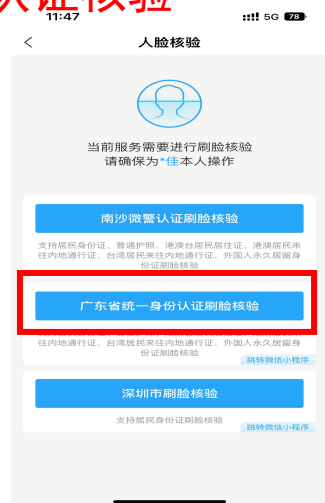 认证核验
11:47
5G 78
人脸核验
当前服务需要进行刷脸核验
请确保为*佳本人操作
南沙微警认证刷脸核验
支持居民身份证、普通护照、港澳台居民居住证、港澳居民来
往内地通行证、台湾居民来往内地通行证、外国人永久居留身
份证刷脸核验
广东省统一身份认证刷脸核验
往内地通行证、台湾居民来往内地通行证、外国人永久居留身
份证刷脸核验
跳转微信小程序
深圳市刷脸核验
支持居民身份证刷脸核验
跳转微信小程序